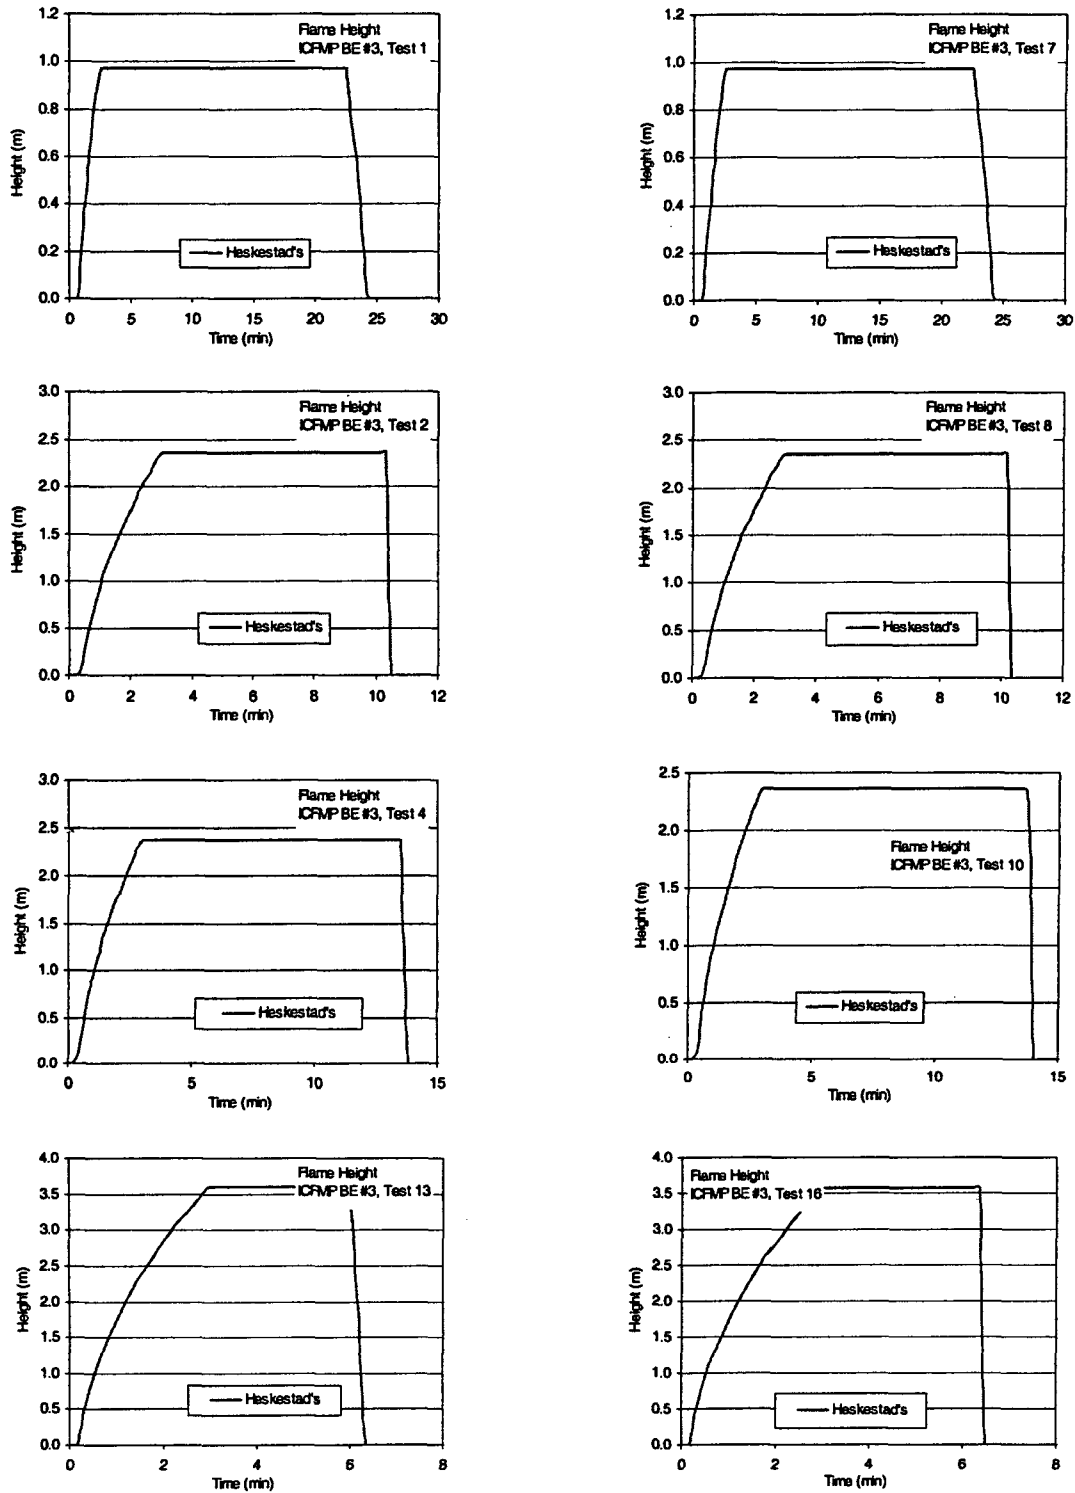 1.2
1.0
0.8
0.6
0.4
0.2
0.0
Height (m)
Flame Height
ICFMP BE #3, Test 1
Heskestad's
0 5 10 15 20 25 30
Time (min)
1.2
1.0
0.8
0.6
0.4
0.2
0.0
Height (m)
Flame Height
ICFMP BE #3, Test 7
Heskestad's
0 5 10 15 20 25 30
Time (min)
3.0
2.5
2.0
1.5
1.0
0.5
0.0
Height (m)
Flame Height
ICFMP BE #3, Test 2
Heskestad's
0 2 4 6 8 10 12
Time (min)
3.0
2.5
2.0
1.5
1.0
0.5
0.0
Height (m)
Flame Height
ICFMP BE #3, Test 8
Heskestad's
0 2 4 6 8 10 12
Time (min)
3.0
2.5
2.0
1.5
1.0
0.5
0.0
Height (m)
Flame Height
ICFMP BE #3, Test 4
Heskestad's
0 5 10 15
Time (min)
2.5
2.0
1.5
1.0
0.5
0.0
Height (m)
Flame Height
ICFMP BE #3, Test 10
Heskestad's
0 5 10 15
Time (min)
4.0
3.5
3.0
2.5
2.0
1.5
1.0
0.5
0.0
Height (m)
Flame Height
ICFMP BE #3, Test 13
Heskestad's
0 2 4 6 8
Time (min)
4.0
3.5
3.0
2.5
2.0
1.5
1.0
0.5
0.0
Height (m)
Flame Height
ICFMP BE #3, Test 16
Heskestad's
0 2 4 6 8
Time (min)